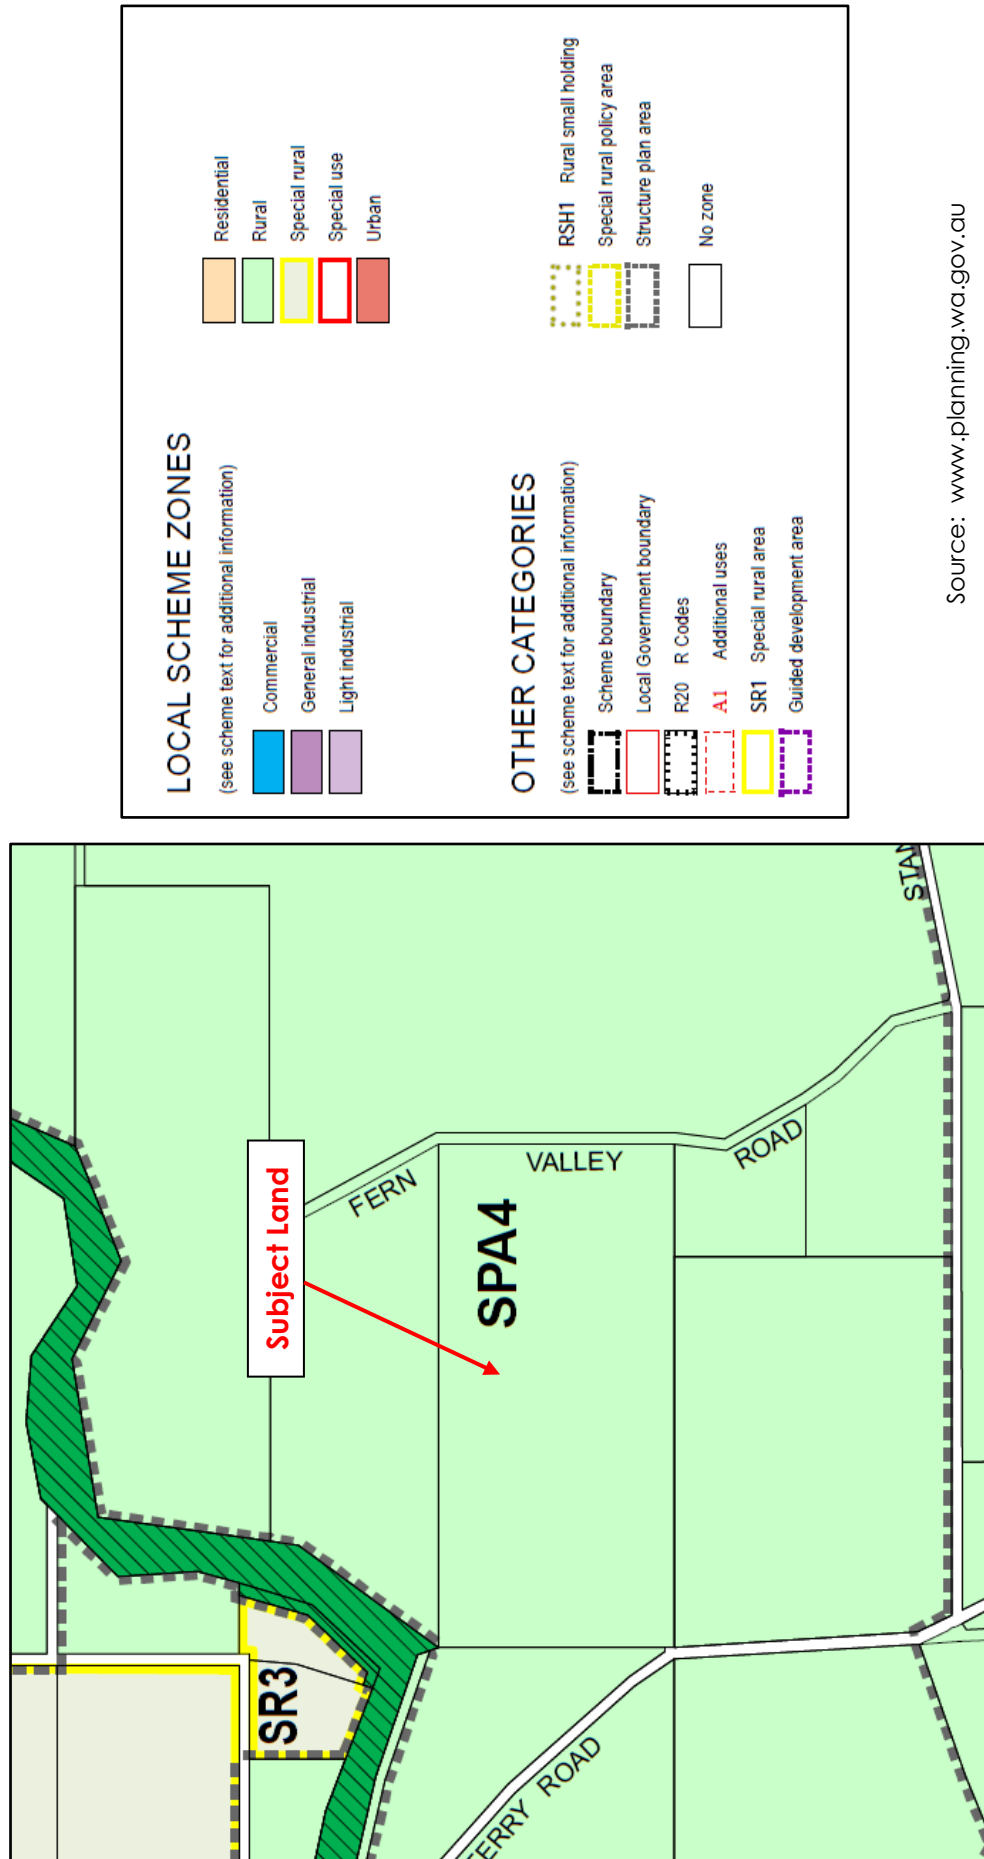 LOCAL SCHEME ZONES
(see scheme text for additional information)
Commercial
General industrial
Light industrial
Residential
Rural
Special rural
Special use
Urban
OTHER CATEGORIES
(see scheme text for additional information)
Scheme boundary
Local Government boundary
R20 R Codes
A1 Additional uses
SR1 Special rural area
Guided development area
RSH1 Rural small holding
Special rural policy area
Structure plan area
No zone
Source: www.planning.wa.gov.au
Subject Land
FERN
VALLEY
ROAD
SPA4
SR3
FERRY ROAD
STAN